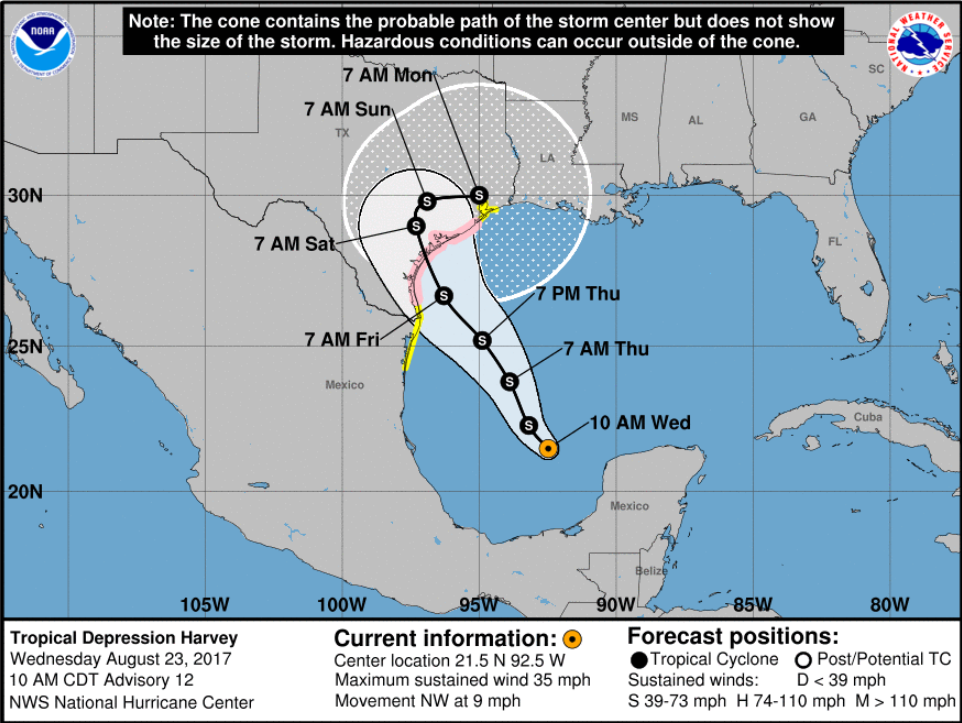 Note: The cone contains the probable path of the storm center but does not show
the size of the storm. Hazardous conditions can occur outside of the cone.
NOAA
NATIONAL WEATHER SERVICE
7 AM Mon
7 AM Sun
TX
MS
AL
GA
SC
LA
30N
7 AM Sat
FL
7 PM Thu
7 AM Fri
25N
7 AM Thu
Mexico
10 AM Wed
Cuba
20N
Mexico
Belize
105W
100W
95W
90W
85W
80W
S
S
S
S
S
S
S
Tropical Depression Harvey
Wednesday August 23, 2017
10 AM CDT Advisory 12
NWS National Hurricane Center
Current information:
Center location 21.5 N 92.5 W
Maximum sustained wind 35 mph
Movement NW at 9 mph
Forecast positions:
Tropical Cyclone Post/Potential TC
Sustained winds: D < 39 mph
S 39-73 mph H 74-110 mph M > 110 mph